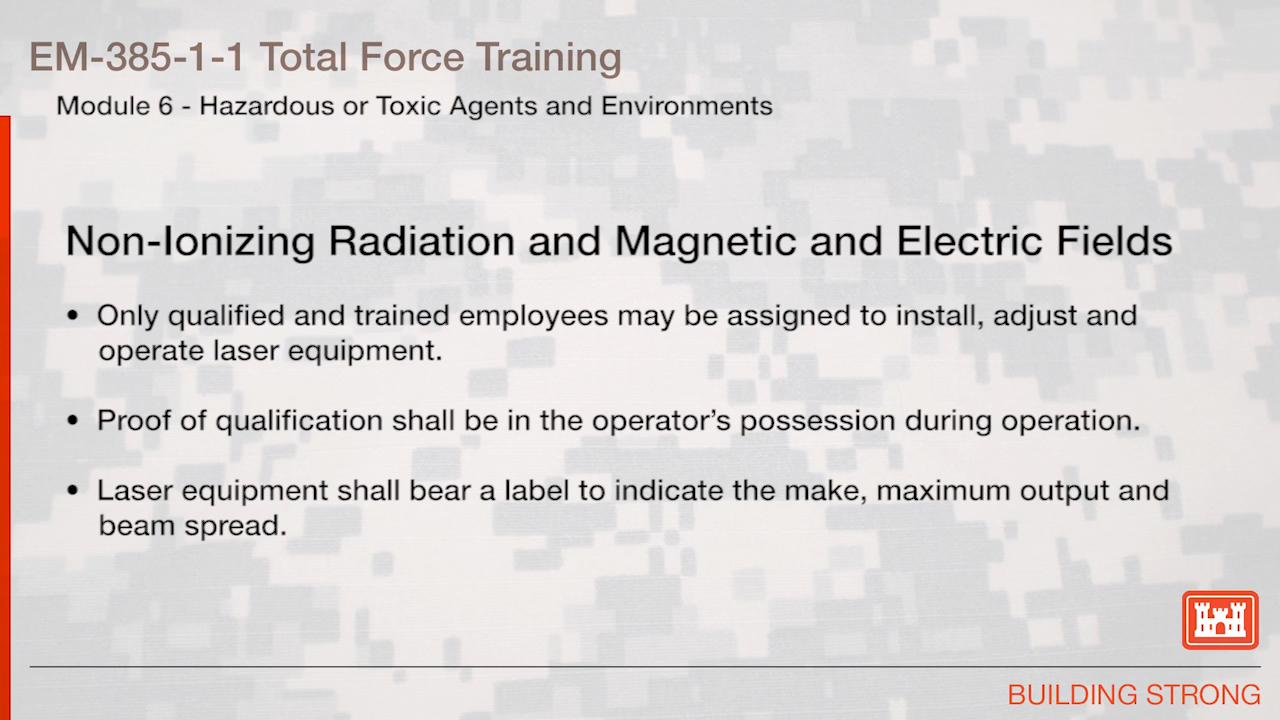 EM-385-1-1 Total Force Training
Module 6 - Hazardous or Toxic Agents and Environments
Non-Ionizing Radiation and Magnetic and Electric Fields
• Only qualified and trained employees may be assigned to install, adjust and
operate laser equipment.
• Proof of qualification shall be in the operator’s possession during operation.
• Laser equipment shall bear a label to indicate the make, maximum output and
beam spread.
BUILDING STRONG